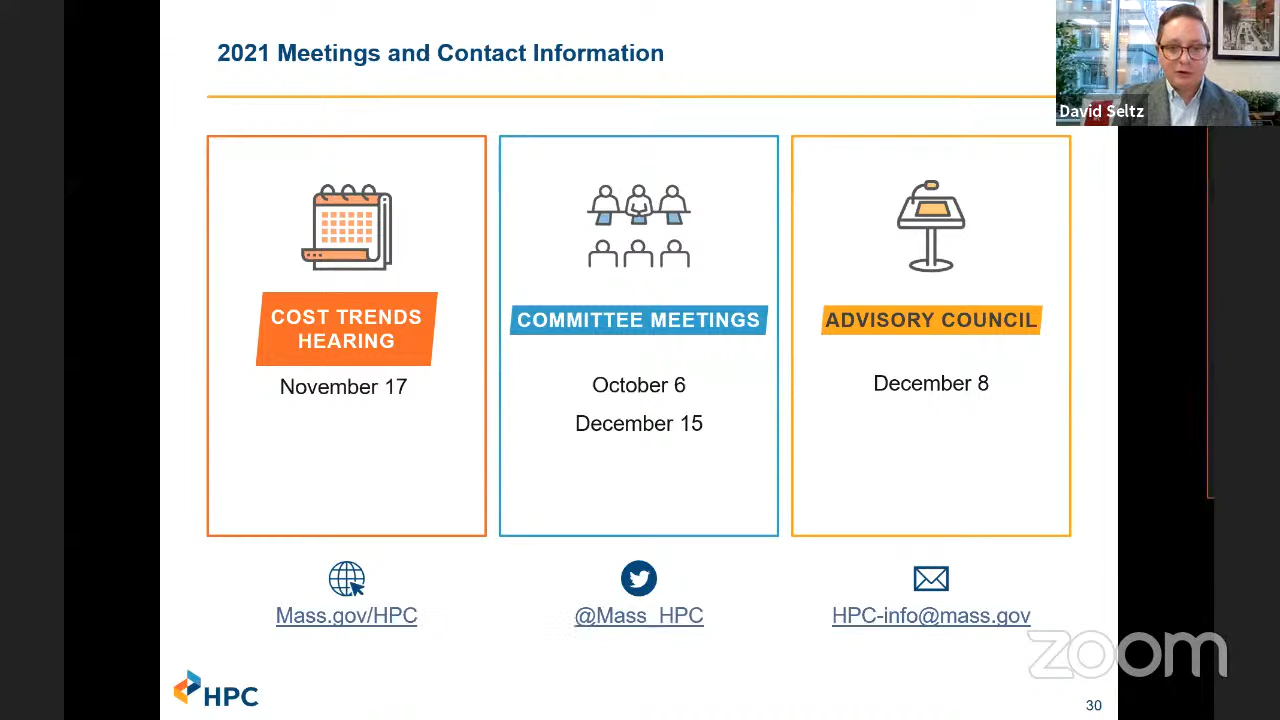 2021 Meetings and Contact Information
David Seltz
COST TRENDS
HEARING
November 17
COMMITTEE MEETINGS
October 6
December 15
ADVISORY COUNCIL
December 8
Mass.gov/HPC
@Mass_HPC
HPC-info@mass.gov
zoom
HPC
30